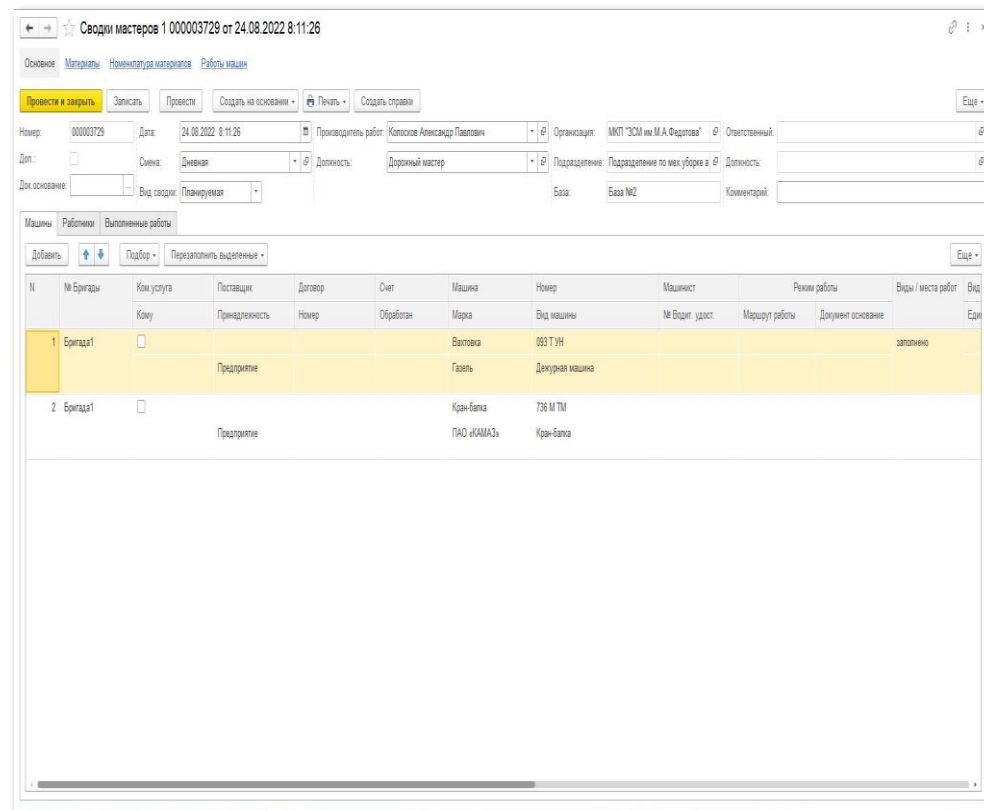 Сводки мастеров 1 000003729 от 24.08.2022 8:11:26
Основное Материалы Номенклатура материалов Работы машин
Провести и закрыть Записать Провести Создать на основании Печать Создать справки Еще
Номер: 000003729 Дата: 24.08.2022 8:11:26 Производитель работ: Колосков Александр Павлович Организация: МКП "ЗСМ им.М.А.Федотова" Ответственный:
Доп.: Смена: Дневная Должность: Дорожный мастер Подразделение: Подразделение по мех.уборке а Должность:
Док.основание: ... Вид сводки: Планируемая База: База №2 Комментарий:
Машины Работники Выполненные работы
Добавить Подбор Перезаполнить выделенные Еще
N № Бригады Ком.услуга Поставщик Договор Счет Машина Номер Машинист Режим работы Виды / места работ Вид
Кому Принадлежность Номер Обработан Марка Вид машины № Водит. удост. Маршрут работы Документ основание Еди
1 Бригада1 Вахтовка 093 Т УН заполнено
Предприятие Газель Дежурная машина
2 Бригада1 Кран-балка 736 М ТМ
Предприятие ПАО «КАМАЗ» Кран-балка